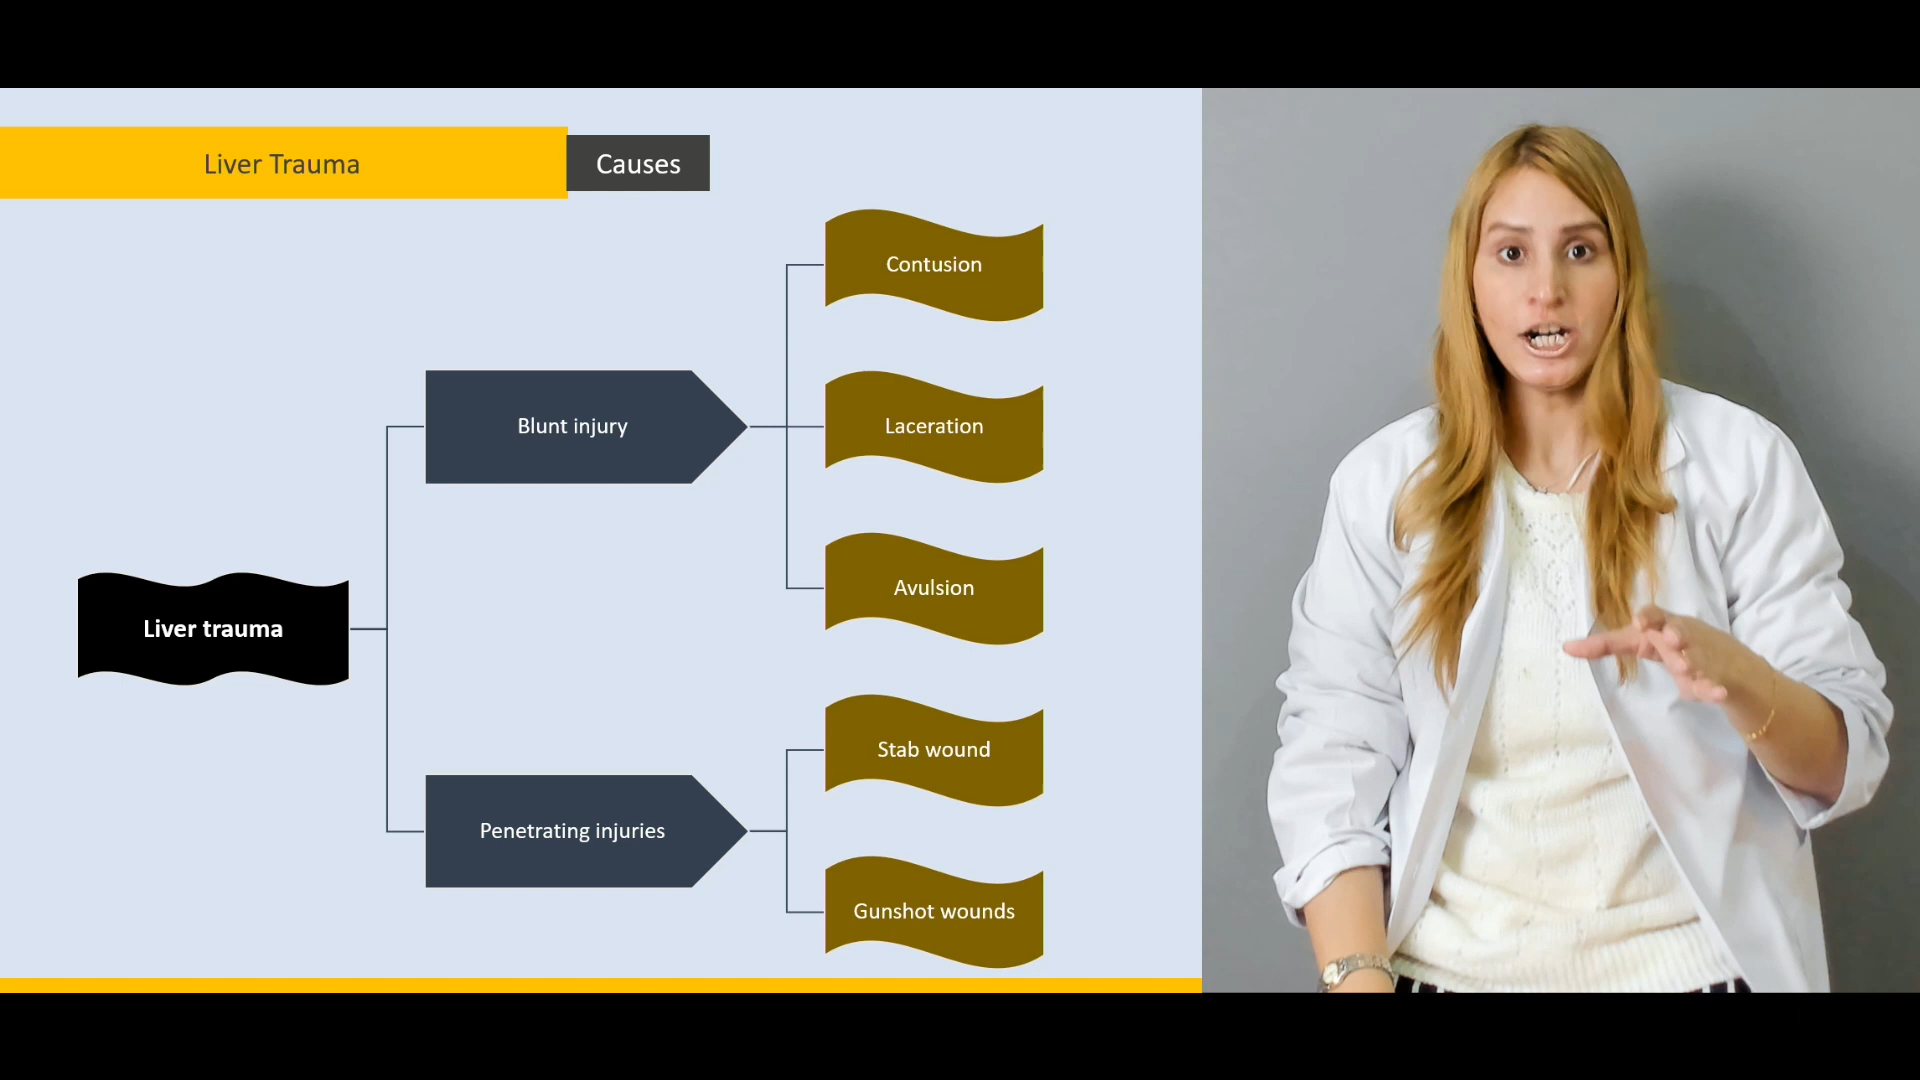 Liver Trauma
Causes
Contusion
Blunt injury
Laceration
Avulsion
Liver trauma
Stab wound
Penetrating injuries
Gunshot wounds